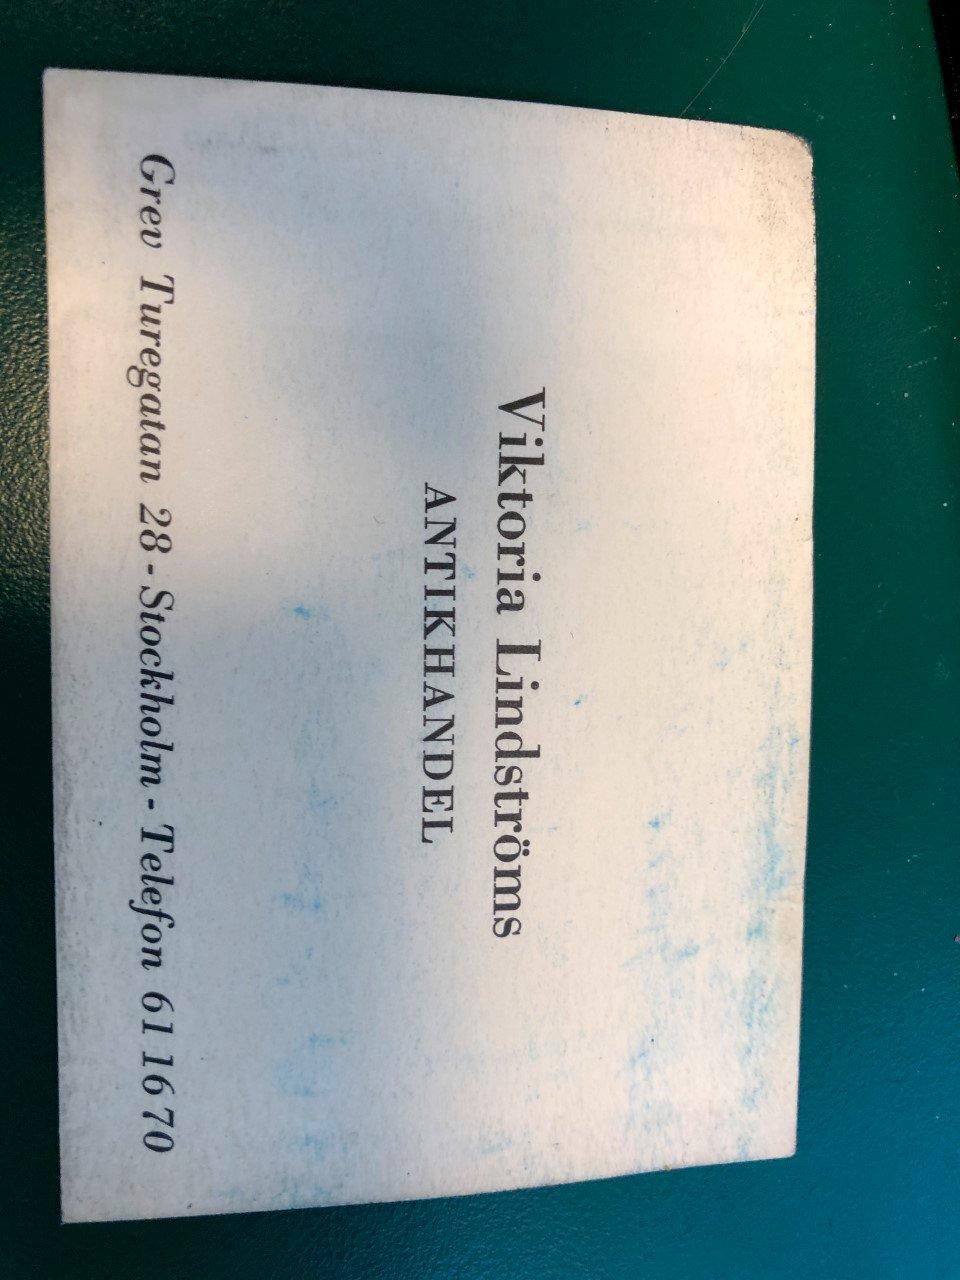 Viktoria Lindströms
ANTIKHANDEL
Grev Turegatan 28 - Stockholm - Telefon 61 16 70